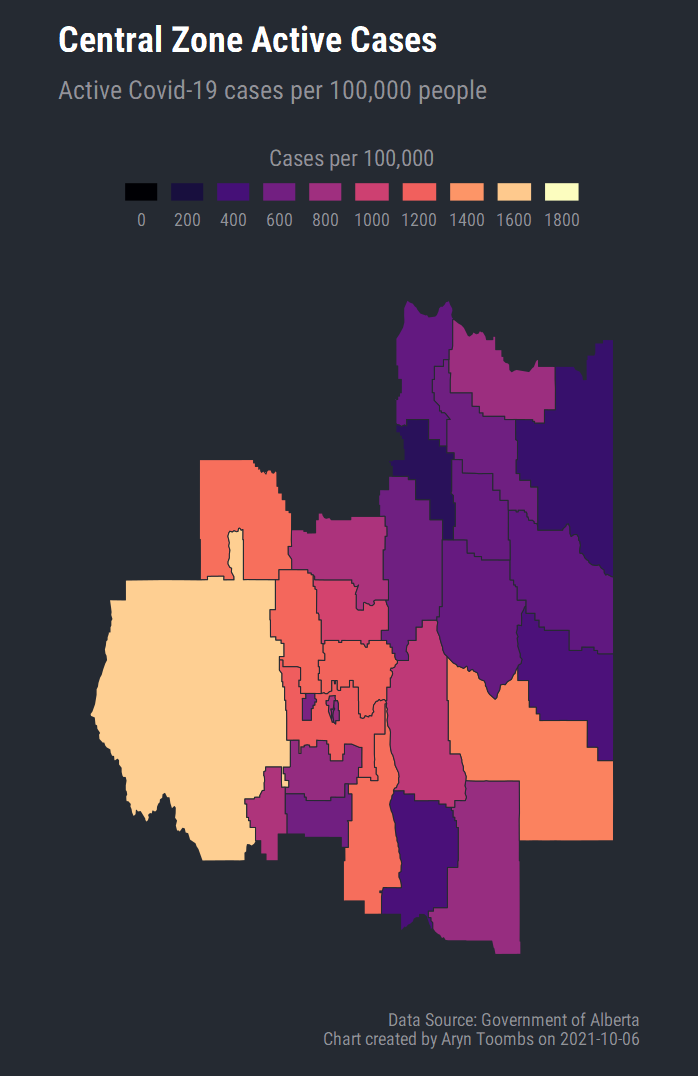 Central Zone Active Cases
Active Covid-19 cases per 100,000 people
Cases per 100,000
0 200 400 600 800 1000 1200 1400 1600 1800
Data Source: Government of Alberta
Chart created by Aryn Toombs on 2021-10-06